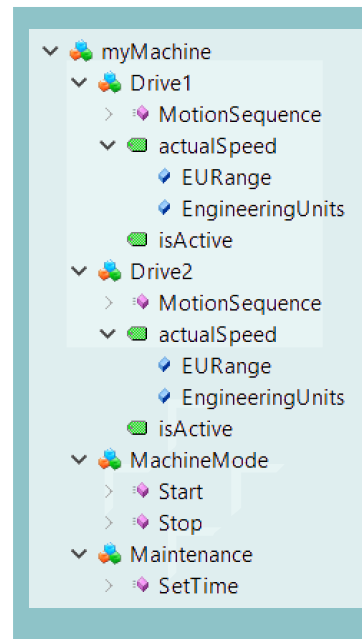 myMachine
Drive1
MotionSequence
actualSpeed
EURange
EngineeringUnits
isActive
Drive2
MotionSequence
actualSpeed
EURange
EngineeringUnits
isActive
MachineMode
Start
Stop
Maintenance
SetTime